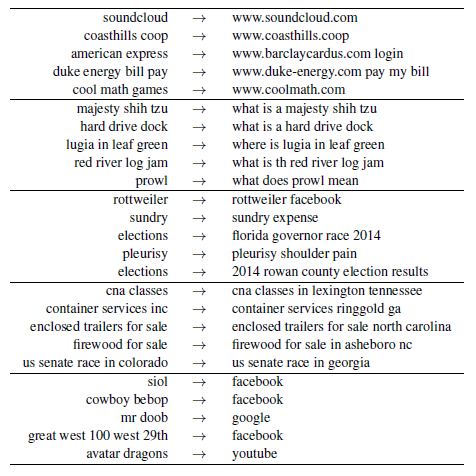 soundcloud → www.soundcloud.com
coasthills coop → www.coasthills.coop
american express → www.barclaycardus.com login
duke energy bill pay → www.duke-energy.com pay my bill
cool math games → www.coolmath.com
majesty shih tzu → what is a majesty shih tzu
hard drive dock → what is a hard drive dock
lugia in leaf green → where is lugia in leaf green
red river log jam → what is th red river log jam
prowl → what does prowl mean
rottweiler → rottweiler facebook
sundry → sundry expense
elections → florida governor race 2014
pleurisy → pleurisy shoulder pain
elections → 2014 rowan county election results
cna classes → cna classes in lexington tennessee
container services inc → container services ringgold ga
enclosed trailers for sale → enclosed trailers for sale north carolina
firewood for sale → firewood for sale in asheboro nc
us senate race in colorado → us senate race in georgia
siol → facebook
cowboy bebop → facebook
mr doob → google
great west 100 west 29th → facebook
avatar dragons → youtube